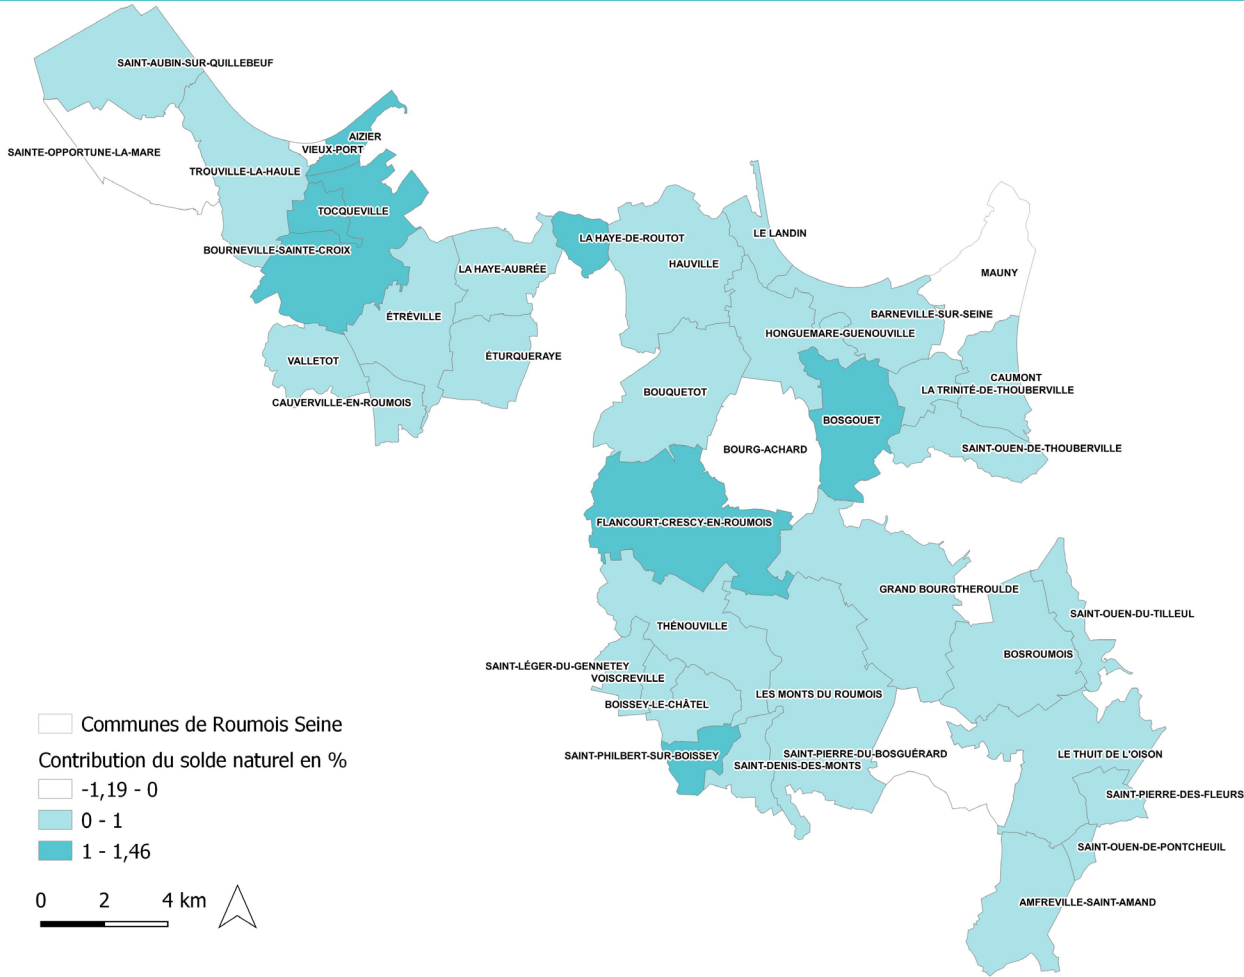 SAINT-AUBIN-SUR-QUILLEBEUF
AIZIER
VIEUX-PORT
SAINTE-OPPORTUNE-LA-MARE
TROUVILLE-LA-HAULE
TOCQUEVILLE
LE LANDIN
LA HAYE-DE-ROUTOT
BOURNEVILLE-SAINTE-CROIX
HAUVILLE
LA HAYE-AUBRÉE
MAUNY
ÉTRÉVILLE
BARNEVILLE-SUR-SEINE
HONGUEMARE-GUENOUVILLE
ÉTURQUERAYE
VALLETOT
CAUMONT
LA TRINITÉ-DE-THOUBERVILLE
BOUQUETOT
CAUVERVILLE-EN-ROUMOIS
BOSGOUET
BOURG-ACHARD
SAINT-OUEN-DE-THOUBERVILLE
FLANCOURT-CRESCY-EN-ROUMOIS
GRAND BOURGTHEROULDE
SAINT-OUEN-DU-TILLEUL
THÉNOUVILLE
BOSROUMOIS
SAINT-LÉGER-DU-GENNETEY
VOISCREVILLE
LES MONTS DU ROUMOIS
BOISSEY-LE-CHÂTEL
SAINT-PHILBERT-SUR-BOISSEY
SAINT-PIERRE-DU-BOSGUÉRARD
LE THUIT DE L'OISON
SAINT-DENIS-DES-MONTS
SAINT-PIERRE-DES-FLEURS
SAINT-OUEN-DE-PONTCHEUIL
AMFREVILLE-SAINT-AMAND
Communes de Roumois Seine
Contribution du solde naturel en %
-1,19 - 0
0 - 1
1 - 1,46
0 2 4 km